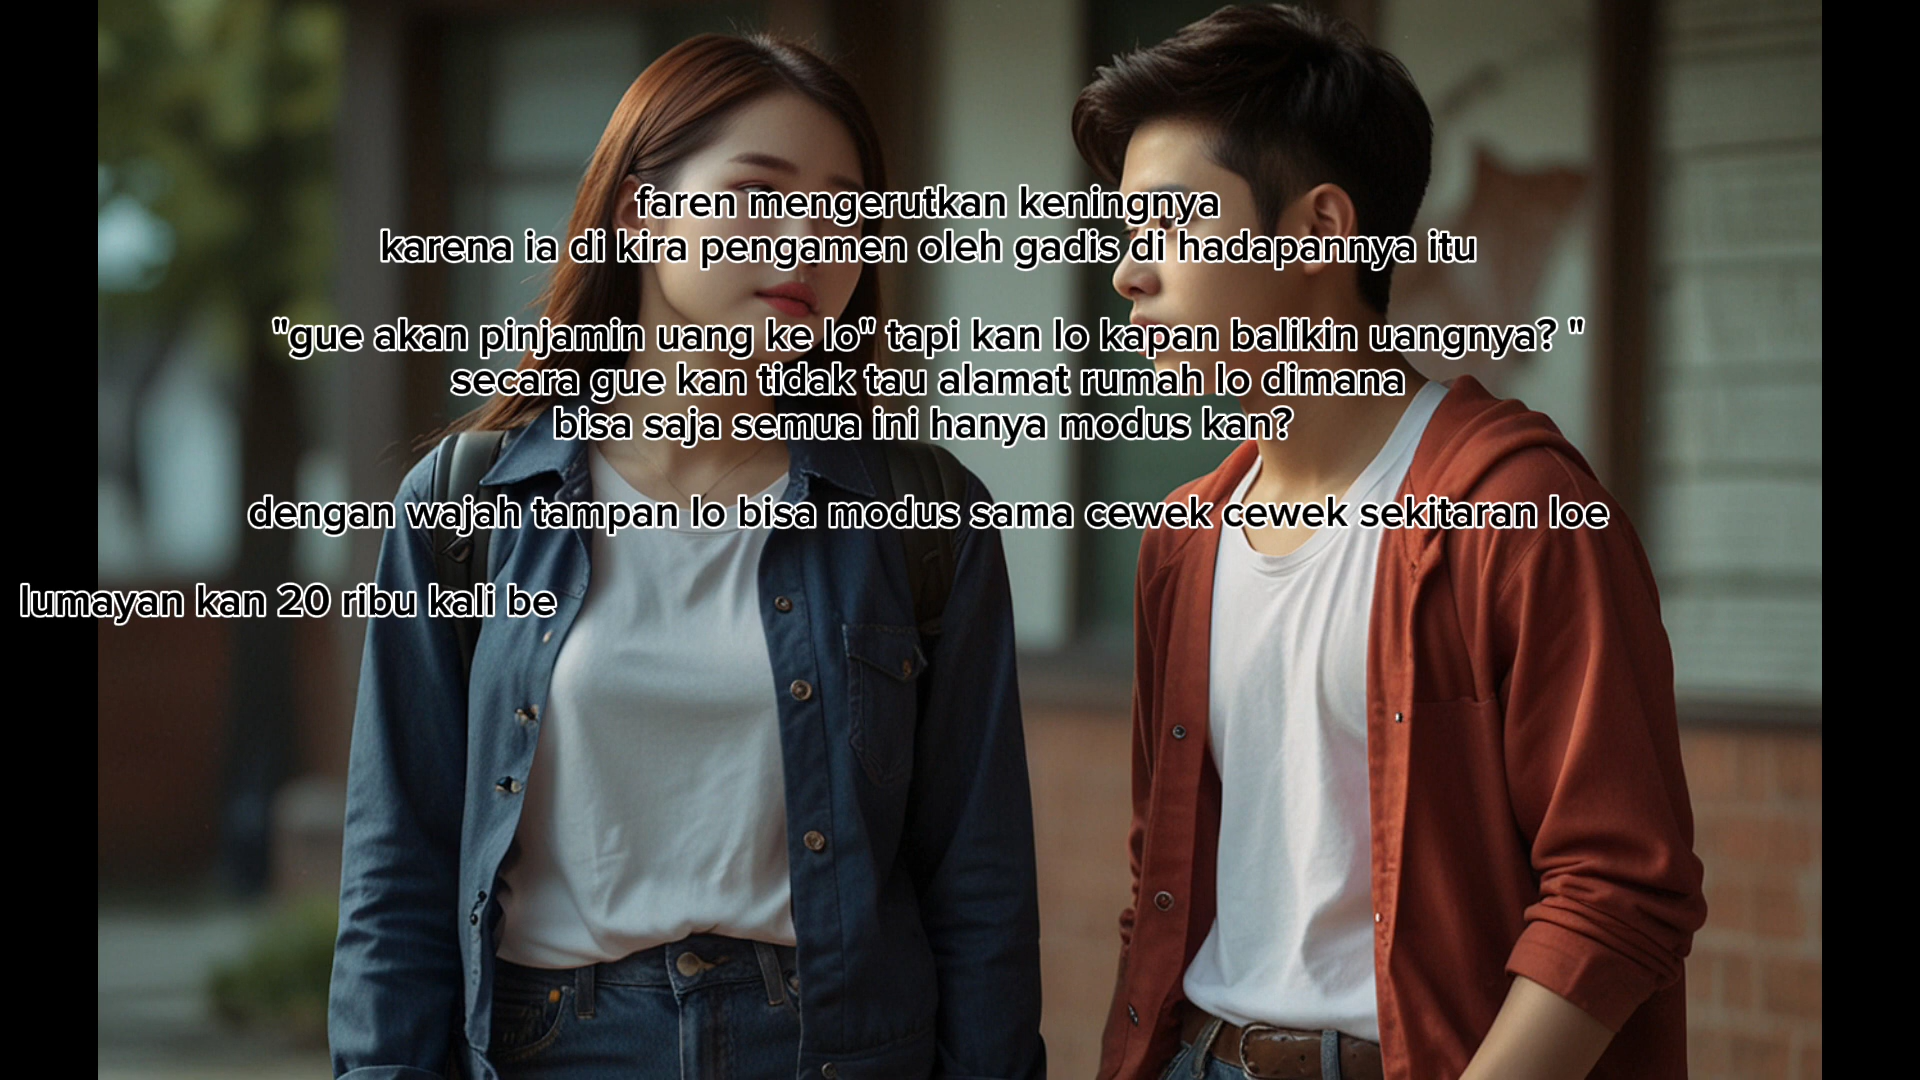 faren mengerutkan keningnya
karena ia di kira pengamen oleh gadis di hadapannya itu
"gue akan pinjamin uang ke lo" tapi kan lo kapan balikin uangnya? "
secara gue kan tidak tau alamat rumah lo dimana
bisa saja semua ini hanya modus kan?
dengan wajah tampan lo bisa modus sama cewek cewek sekitaran loe
lumayan kan 20 ribu kali be